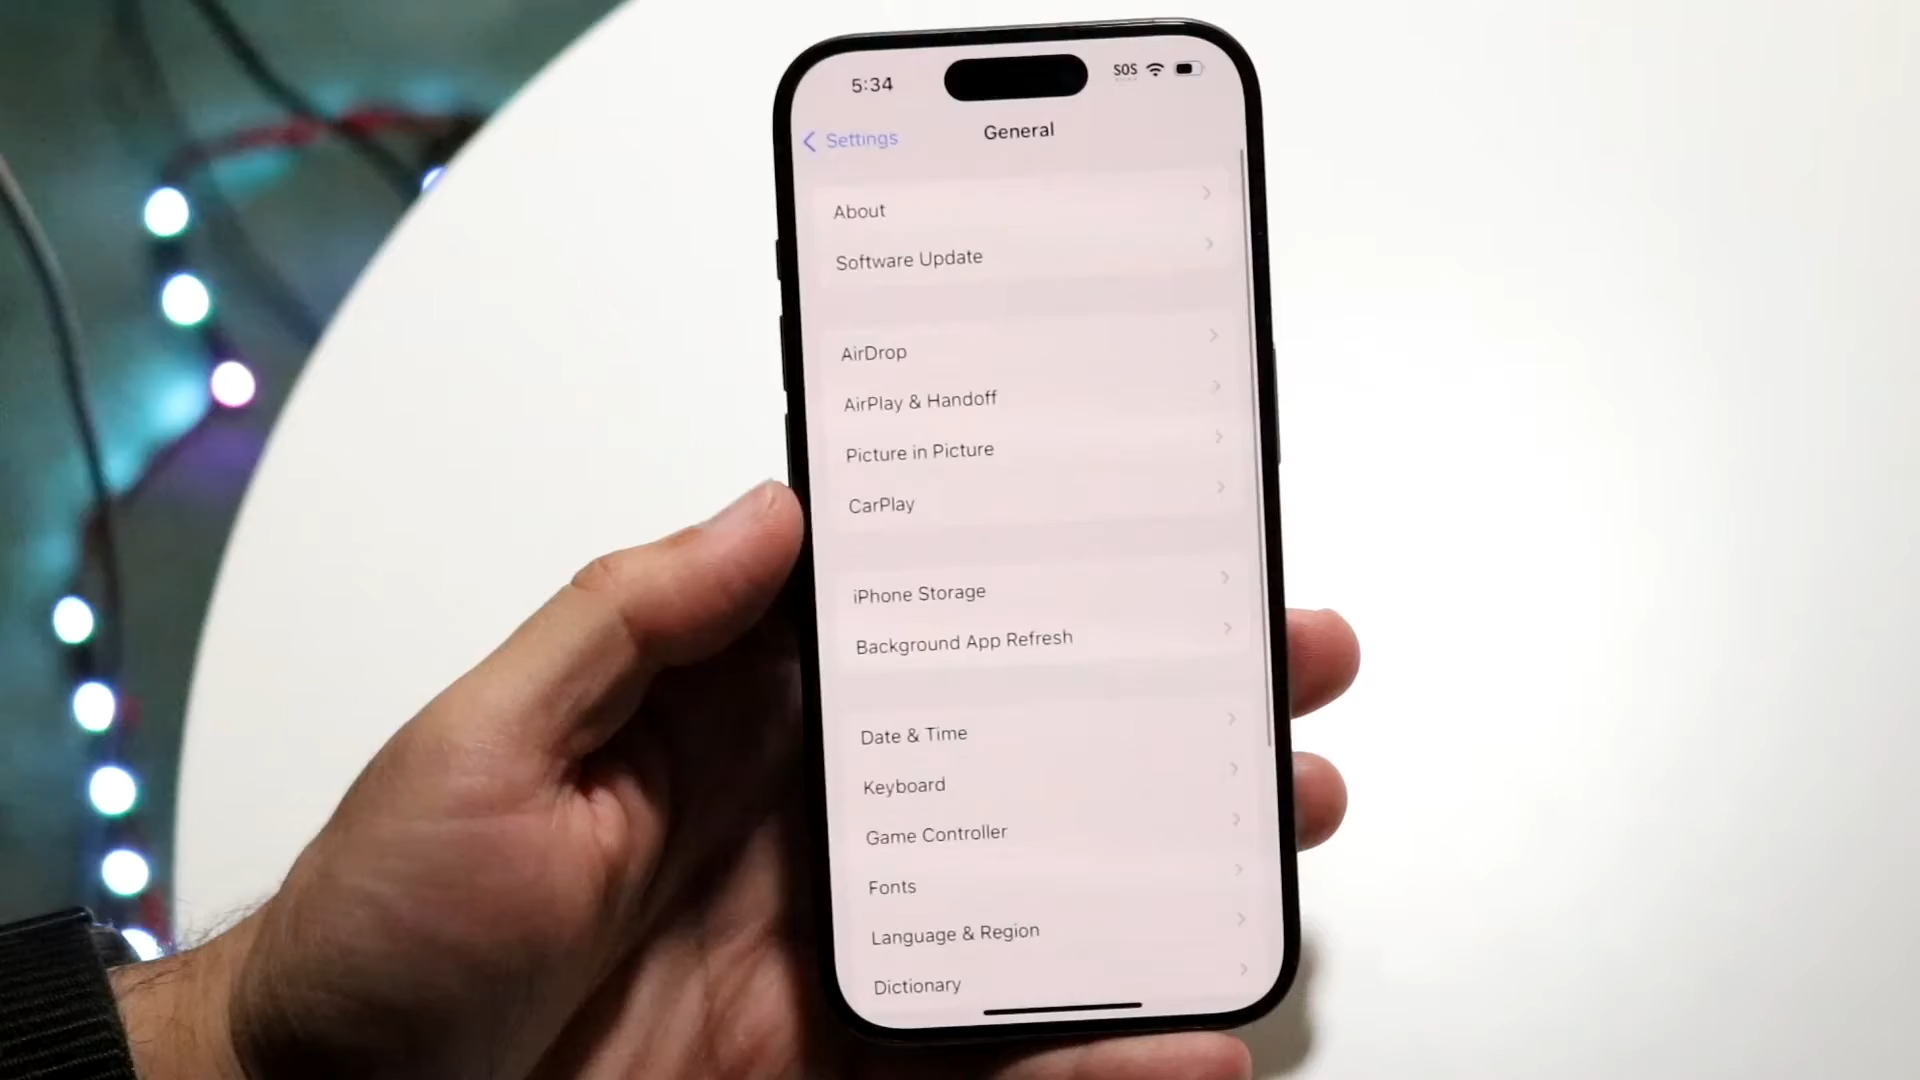 5:34
SOS
Settings
General
About
Software Update
AirDrop
AirPlay & Handoff
Picture in Picture
CarPlay
iPhone Storage
Background App Refresh
Date & Time
Keyboard
Game Controller
Fonts
Language & Region
Dictionary